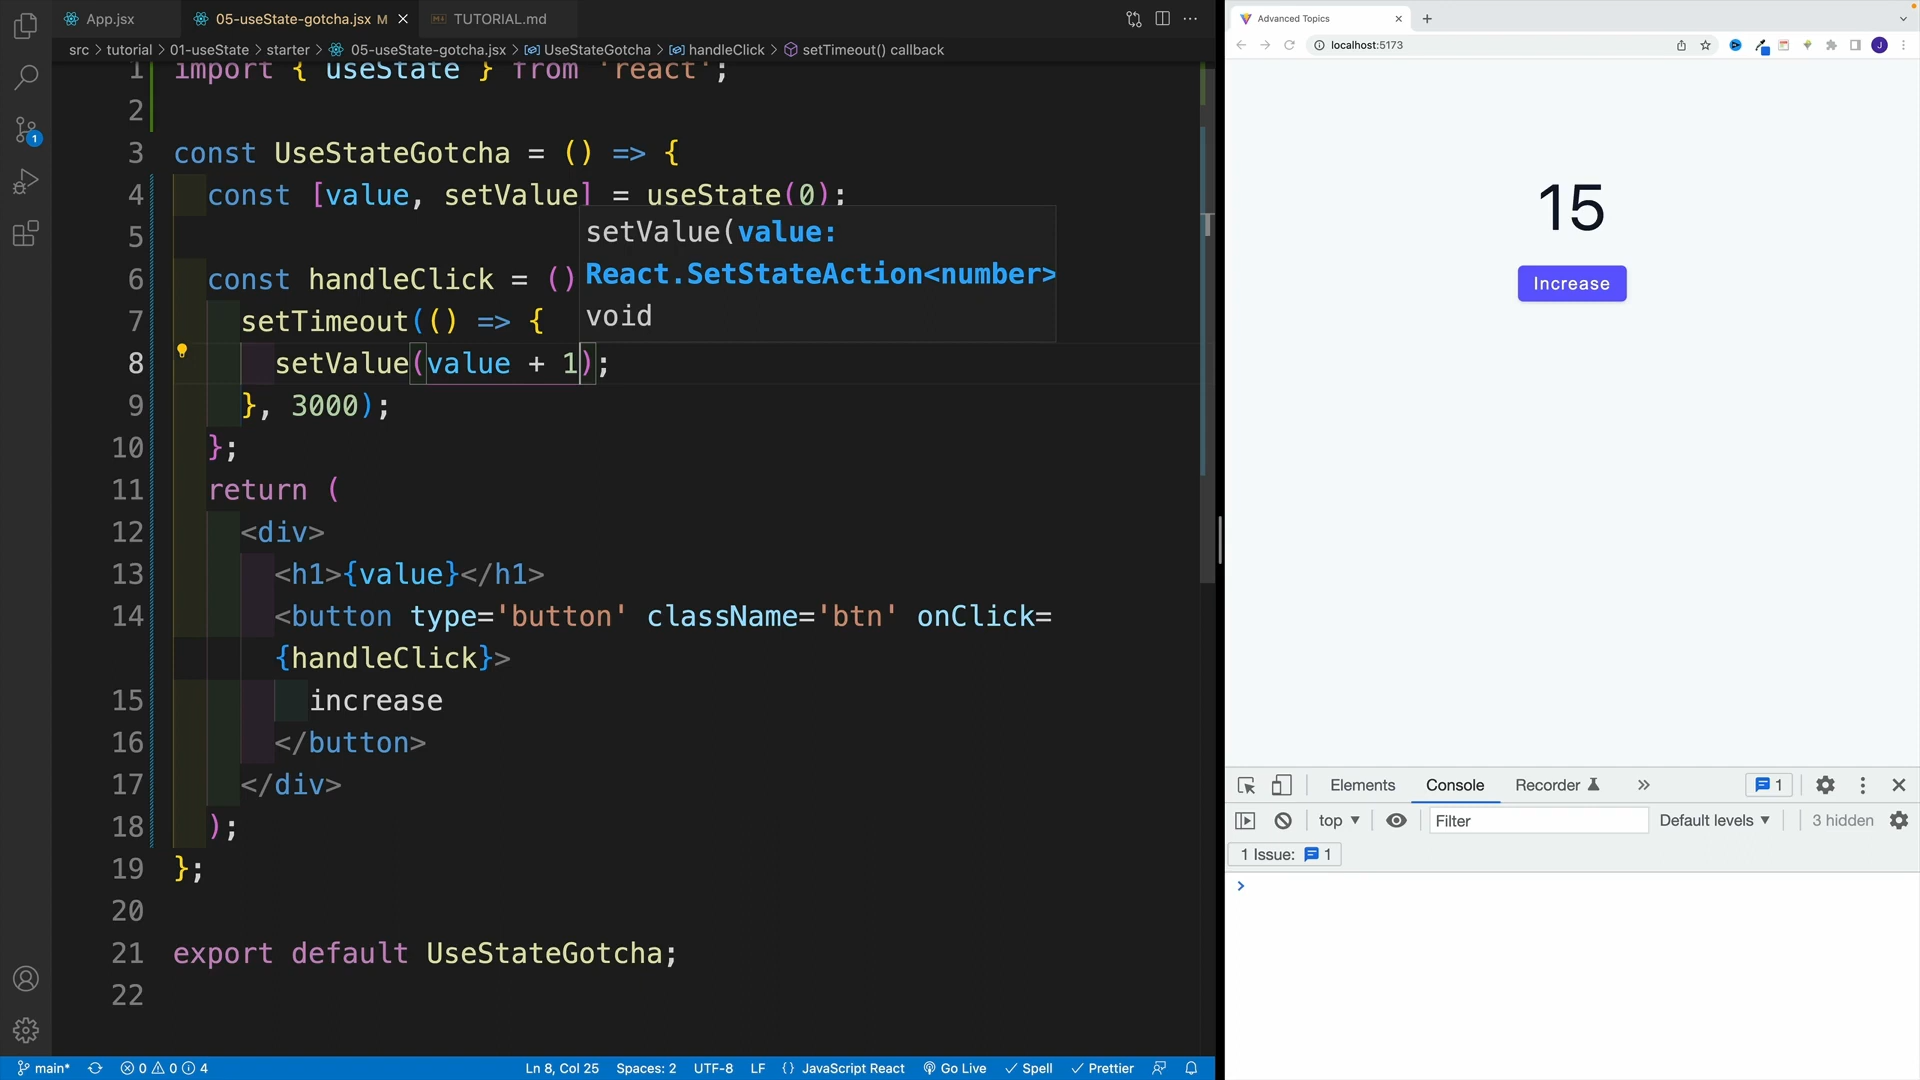 App.jsx
05-useState-gotcha.jsx M
TUTORIAL.md
src > tutorial > 01-useState > starter > 05-useState-gotcha.jsx > UseStateGotcha > handleClick > setTimeout() callback
1 import { useState } from 'react';
2
3 const UseStateGotcha = () => {
4 const [value, setValue] = useState(0);
5
6 const handleClick = ()
7 setTimeout(() => {
8 setValue(value + 1);
9 }, 3000);
10 };
11 return (
12 <div>
13 <h1>{value}</h1>
14 <button type='button' className='btn' onClick=
{handleClick}>
15 increase
16 </button>
17 </div>
18 );
19 };
20
21 export default UseStateGotcha;
22
setValue(value:
React.SetStateAction<number>
void
1
main* 0 0 4
Ln 8, Col 25 Spaces: 2 UTF-8 LF {} JavaScript React Go Live Spell Prettier
Advanced Topics
localhost:5173
J
15
Increase
Elements Console Recorder 1
top Filter Default levels 3 hidden
1 Issue: 1